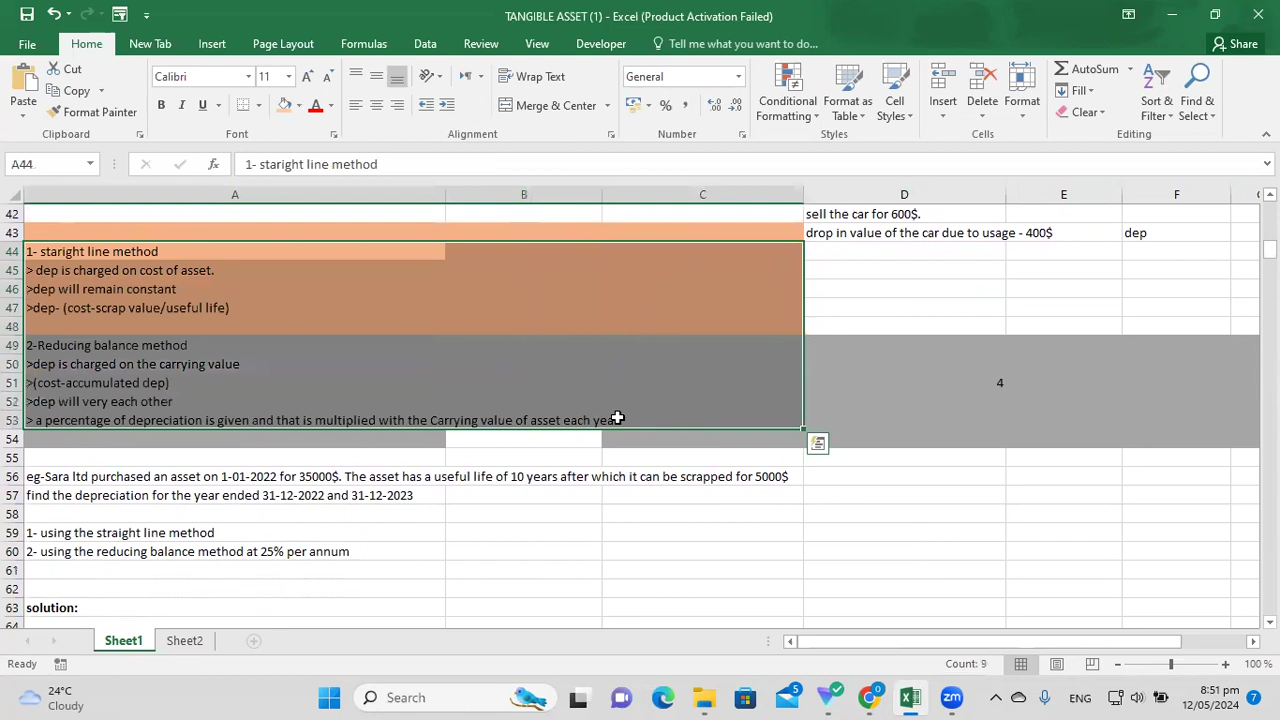 TANGIBLE ASSET (1) - Excel (Product Activation Failed)
File Home New Tab Insert Page Layout Formulas Data Review View Developer Tell me what you want to do... Share
Paste Cut Copy Format Painter
Clipboard
Calibri 11
B I U
Font
Wrap Text
Merge & Center
Alignment
General
Number
Conditional Formatting Format as Table Cell Styles
Styles
Insert Delete Format
Cells
AutoSum
Fill
Clear
Sort & Filter Find & Select
Editing
A44 fx 1- staright line method
A B C D E F
42 sell the car for 600$.
43 drop in value of the car due to usage - 400$ dep
44 1- staright line method
45 > dep is charged on cost of asset.
46 >dep will remain constant
47 >dep- (cost-scrap value/useful life)
48
49 2-Reducing balance method
50 >dep is charged on the carrying value
51 >(cost-accumulated dep) 4
52 >dep will very each other
53 > a percentage of depreciation is given and that is multiplied with the Carrying value of asset each year
54
55
56 eg-Sara ltd purchased an asset on 1-01-2022 for 35000$. The asset has a useful life of 10 years after which it can be scrapped for 5000$
57 find the depreciation for the year ended 31-12-2022 and 31-12-2023
58
59 1- using the straight line method
60 2- using the reducing balance method at 25% per annum
61
62
63 solution:
64
Sheet1 Sheet2
Ready Count: 9 100 %
24°C
Cloudy
Search
5
0
ENG
8:51 pm
12/05/2024
7